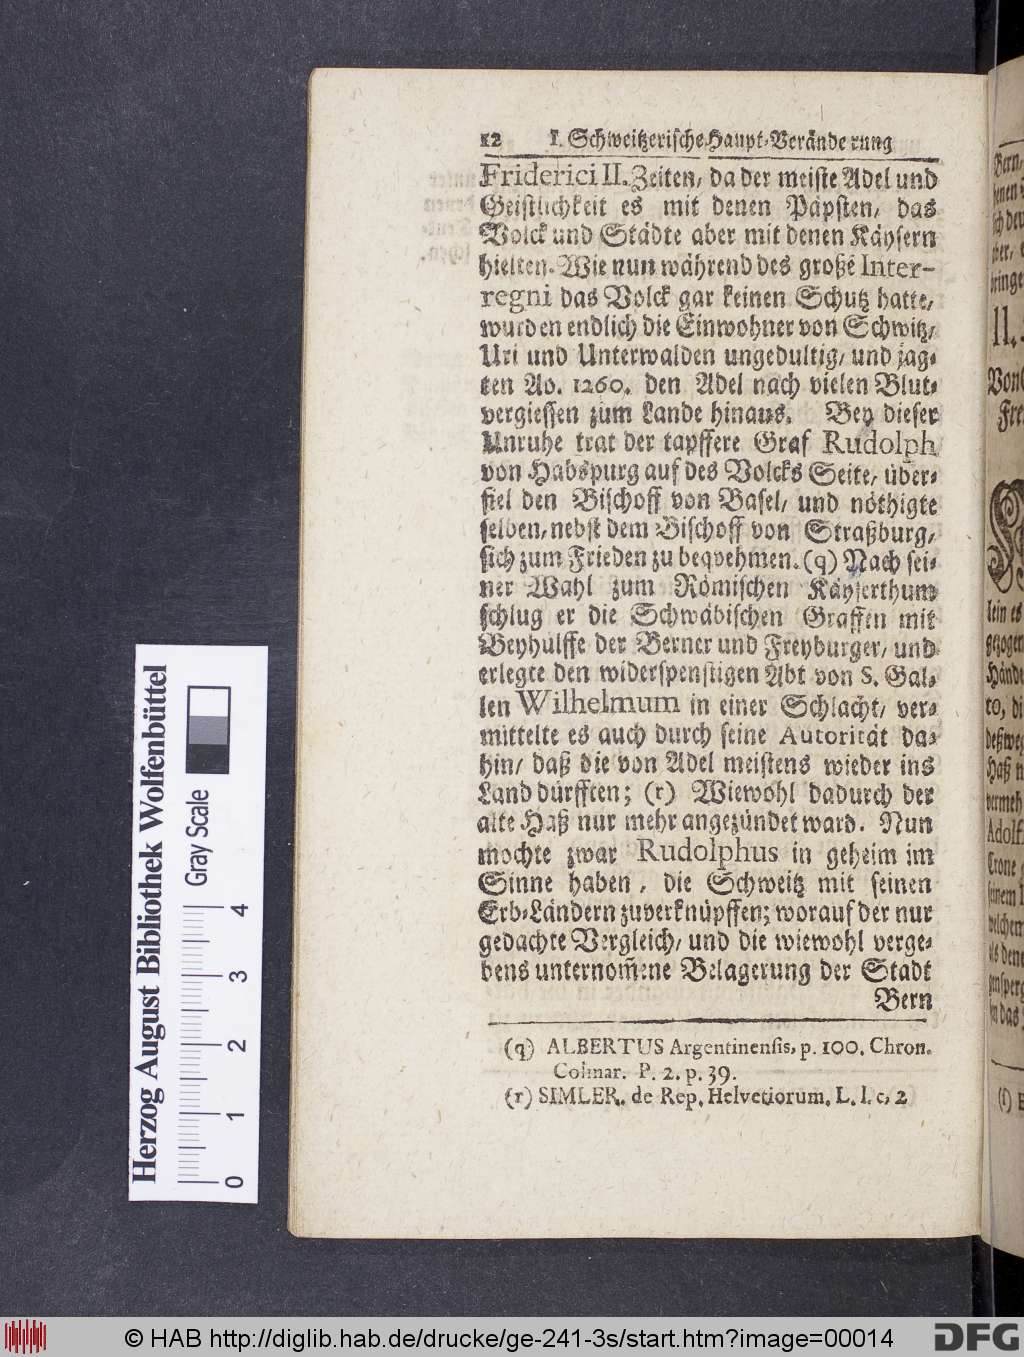 12 I. Schweitzerische Haupt-Verände rung
Friderici II. Zeiten, da der meiste Adel und
Geistlichkeit es mit denen Päpsten, das
Volck und Städte aber mit denen Käysern
hielten. Wie nun während des große Inter-
regni das Volck gar keinen Schutz hatte,
wurden endlich die Einwohner von Schwitz,
Uri und Unterwalden ungedultig, und jag-
ten Ao. 1260. den Adel nach vielen Blut-
vergiessen zum Lande hinaus. Bey dieser
Unruhe trat der tapffere Graf Rudolph
von Habspurg auf des Volcks Seite, über-
fiel den Bischoff von Basel, und nöthigte
selben, nebst dem Bischoff von Straßburg,
sich zum Frieden zu beqvehmen. (q) Nach sei-
ner Wahl zum Römischen Käyserthum
schlug er die Schwäbischen Graffen mit
Beyhülffe der Berner und Freyburger, und
erlegte den widerspenstigen Abt von S. Gal-
len Wilhelmum in einer Schlacht, ver-
mittelte es auch durch seine Autorität da-
hin, daß die von Adel meistens wieder ins
Land dürfften; (r) Wiewohl dadurch der
alte Haß nur mehr angezündet ward. Nun
mochte zwar Rudolphus in geheim im
Sinne haben, die Schweitz mit seinen
Erb-Ländern zuverknüpffen; worauf der nur
gedachte Vergleich, und die wiewohl verge-
bens unternom̄ene Belagerung der Stadt
Bern
(q) ALBERTUS Argentinensis, p. 100. Chron.
Colmar. P. 2. p. 39.
(r) SIMLER. de Rep. Helvetiorum, L. I. c. 2
Herzog August Bibliothek Wolfenbüttel
Gray Scale
0 1 2 3 4
© HAB http://diglib.hab.de/drucke/ge-241-3s/start.htm?image=00014
DFG